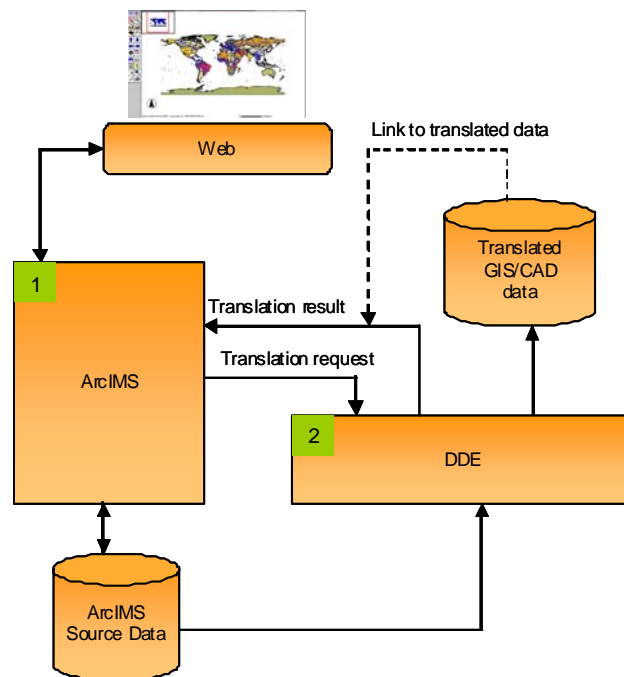 Web
Link to translated data
Translated
GIS/CAD
data
1
Translation result
Translation request
ArcIMS
2
DDE
ArcIMS
Source Data